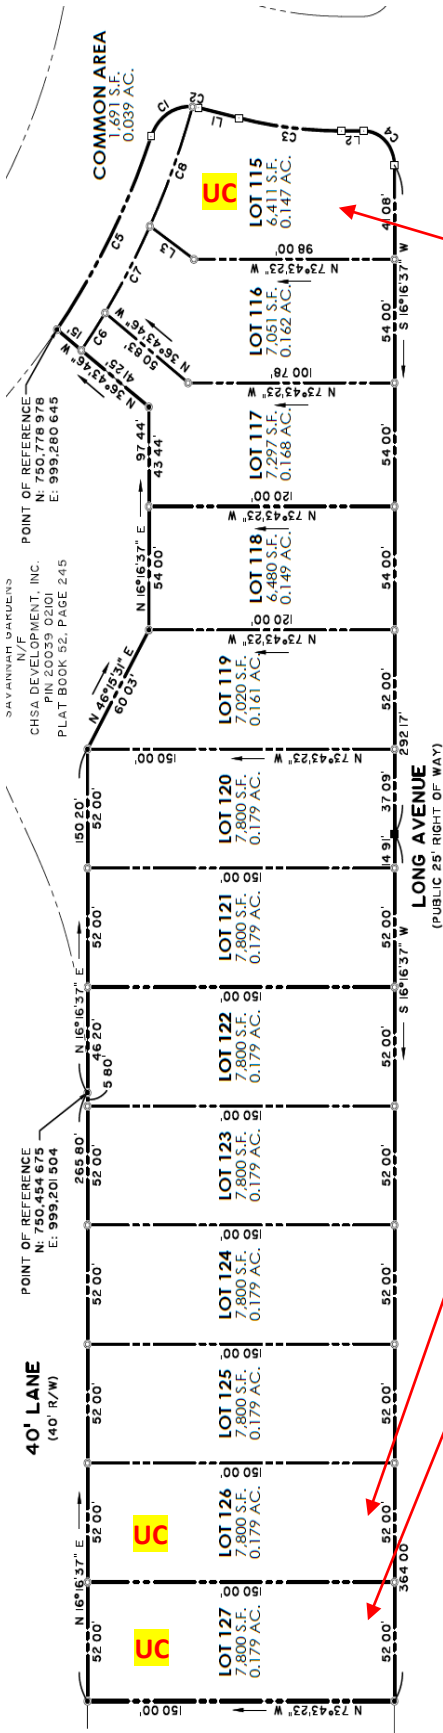 COMMON AREA
1,691 S.F.
0.039 AC.
C2
C2
L1
C3
L2
C4
C5
C8
C7
C6
L3
UC
LOT 115
6,411 S.F.
0.147 AC.
41 08'
98 00'
N 73°43'23" W
S 16°16'37" W
LOT 116
7,051 S.F.
0.162 AC.
54 00'
15'
N 36°43'46" W
41 25'
N 36°43'46" W
50 83'
100 78'
N 73°43'23" W
POINT OF REFERENCE
N: 750,778 978
E: 999,280 645
LOT 117
7,297 S.F.
0.168 AC.
97 44'
43 44'
54 00'
120 00'
N 73°43'23" W
SAVANNAH GARDENS
N/F
CHSA DEVELOPMENT, INC.
PIN 20039 02101
PLAT BOOK 52, PAGE 245
N 16°16'37" E
54 00'
LOT 118
6,480 S.F.
0.149 AC.
54 00'
120 00'
N 73°43'23" W
N 46°15'31" E
60 03'
LOT 119
7,020 S.F.
0.161 AC.
52 00'
292 17'
150 00'
N 73°43'23" W
150 20'
52 00'
LOT 120
7,800 S.F.
0.179 AC.
37 09'
14 91'
LONG AVENUE
(PUBLIC 25' RIGHT OF WAY)
150 00'
N 16°16'37" E
52 00'
LOT 121
7,800 S.F.
0.179 AC.
52 00'
S 16°16'37" W
150 00'
46 20'
5 80'
LOT 122
7,800 S.F.
0.179 AC.
52 00'
150 00'
POINT OF REFERENCE
N: 750,454 675
E: 999,201 504
265 80'
52 00'
LOT 123
7,800 S.F.
0.179 AC.
52 00'
150 00'
52 00'
LOT 124
7,800 S.F.
0.179 AC.
52 00'
150 00'
40' LANE
(40' R/W)
52 00'
LOT 125
7,800 S.F.
0.179 AC.
52 00'
150 00'
N 16°16'37" E
52 00'
UC
LOT 126
7,800 S.F.
0.179 AC.
52 00'
364 00'
150 00'
52 00'
UC
LOT 127
7,800 S.F.
0.179 AC.
52 00'
150 00'
N 73°43'23" W